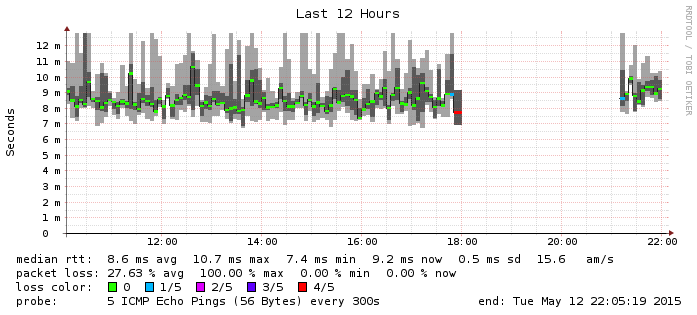 Last 12 Hours
RRDTOOL / TOBI OETIKER
Seconds
12 m
11 m
10 m
9 m
8 m
7 m
6 m
5 m
4 m
3 m
2 m
1 m
0
12:00 14:00 16:00 18:00 20:00 22:00
median rtt: 8.6 ms avg 10.7 ms max 7.4 ms min 9.2 ms now 0.5 ms sd 15.6 am/s
packet loss: 27.63 % avg 100.00 % max 0.00 % min 0.00 % now
loss color: 0 1/5 2/5 3/5 4/5
probe: 5 ICMP Echo Pings (56 Bytes) every 300s end: Tue May 12 22:05:19 2015